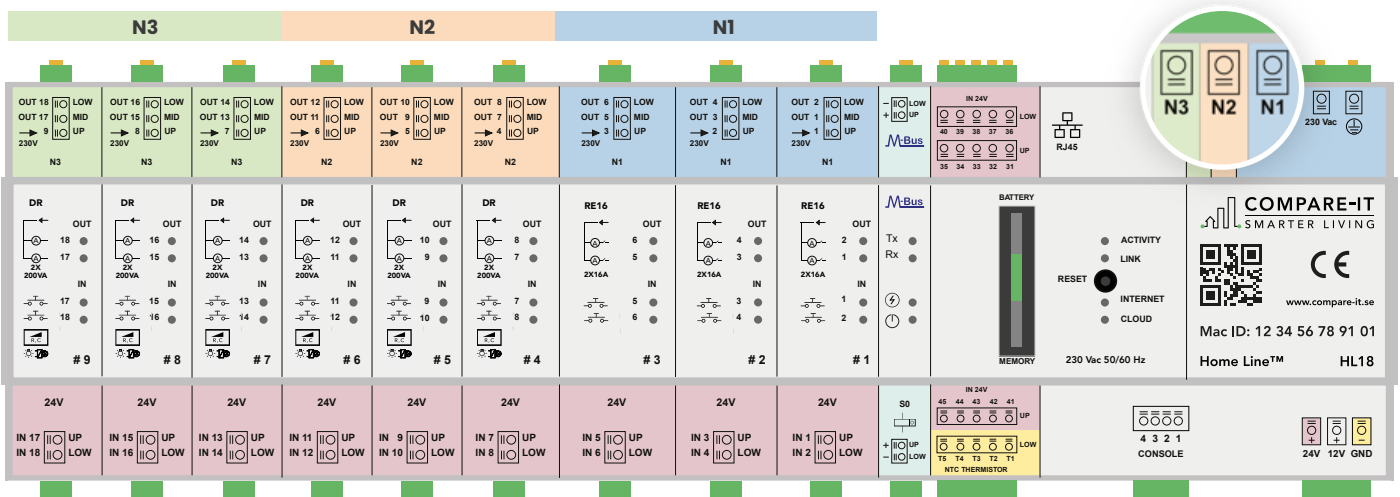 N3 N2 N1
N3 N2 N1
OUT 18 LOW OUT 16 LOW OUT 14 LOW OUT 12 LOW OUT 10 LOW OUT 8 LOW OUT 6 LOW OUT 4 LOW OUT 2 LOW
OUT 17 MID OUT 15 MID OUT 13 MID OUT 11 MID OUT 9 MID OUT 7 MID OUT 5 MID OUT 3 MID OUT 1 MID
9 UP 8 UP 7 UP 6 UP 5 UP 4 UP 3 UP 2 UP 1 UP
230V 230V 230V 230V 230V 230V 230V 230V 230V
N3 N3 N3 N2 N2 N2 N1 N1 N1
− LOW
+ UP
M-Bus
IN 24V
LOW
40 39 38 37 36
UP
35 34 33 32 31
RJ45
230 Vac
DR DR DR DR DR DR RE16 RE16 RE16
OUT OUT OUT OUT OUT OUT OUT OUT OUT
A 18 A 16 A 14 A 12 A 10 A 8 A 6 A 4 A 2
A 17 A 15 A 13 A 11 A 9 A 7 A 5 A 3 A 1
2X 2X 2X 2X 2X 2X 2X16A 2X16A 2X16A
200VA 200VA 200VA 200VA 200VA 200VA
IN IN IN IN IN IN IN IN IN
17 15 13 11 9 7 5 3 1
18 16 14 12 10 8 6 4 2
R,C R,C R,C R,C R,C R,C
# 9 # 8 # 7 # 6 # 5 # 4 # 3 # 2 # 1
M-Bus
Tx
Rx
BATTERY
MEMORY
ACTIVITY
LINK
RESET
INTERNET
CLOUD
230 Vac 50/60 Hz
COMPARE-IT
SMARTER LIVING
CE
www.compare-it.se
Mac ID: 12 34 56 78 91 01
Home Line™ HL18
24V 24V 24V 24V 24V 24V 24V 24V 24V
IN 17 UP IN 15 UP IN 13 UP IN 11 UP IN 9 UP IN 7 UP IN 5 UP IN 3 UP IN 1 UP
IN 18 LOW IN 16 LOW IN 14 LOW IN 12 LOW IN 10 LOW IN 8 LOW IN 6 LOW IN 4 LOW IN 2 LOW
S0
+ UP
− LOW
IN 24V
45 44 43 42 41
UP
LOW
T5 T4 T3 T2 T1
NTC THERMISTOR
4 3 2 1
CONSOLE
+ + −
24V 12V GND